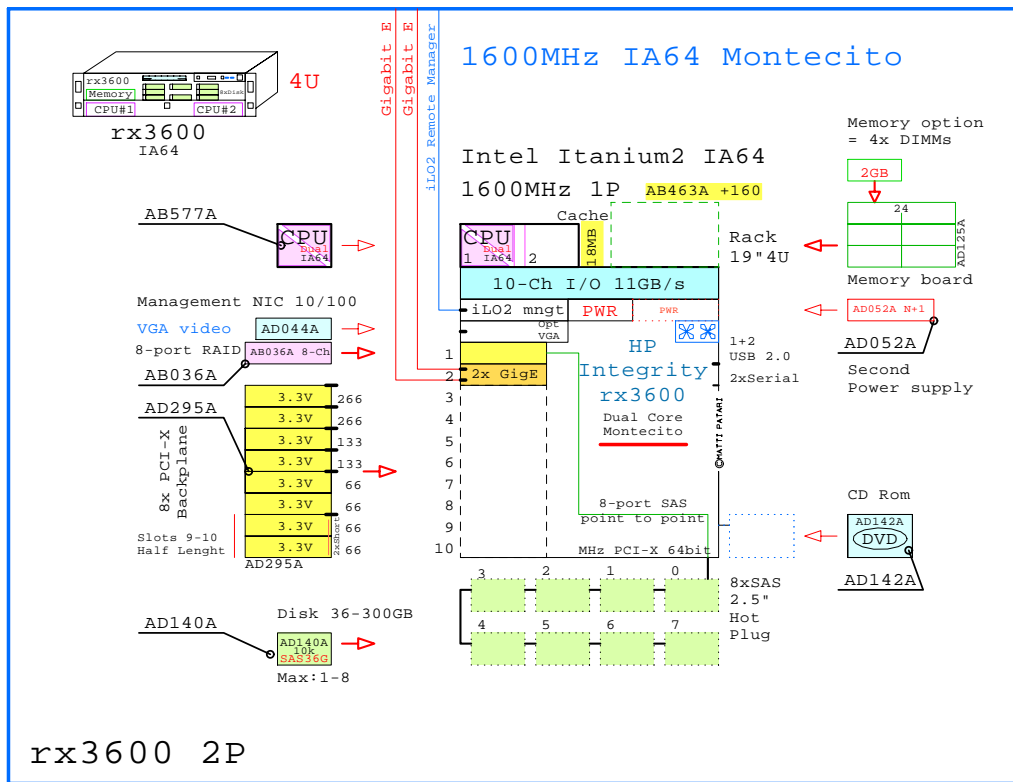 1600MHz IA64 Montecito
Gigabit E
Gigabit E
iLO2 Remote Manager
rx3600
Memory
8xDisk
CPU#1
CPU#2
4U
rx3600
IA64
Memory option
= 4x DIMMs
2GB
24
AD125A
Memory board
Intel Itanium2 IA64
1600MHz 1P
AB463A +160
AB577A
CPU
Dual
IA64
Cache
CPU
Dual
1 IA64 2
18MB
Rack
19"4U
10-Ch I/O 11GB/s
Management NIC 10/100
VGA video
AD044A
iLO2 mngt
PWR
PWR
Opt
VGA
AD052A N+1
AD052A
Second
Power supply
8-port RAID
AB036A 8-Ch
AB036A
1
2
2x GigE
3
4
5
6
7
8
9
10
HP
Integrity
rx3600
Dual Core
Montecito
1+2
USB 2.0
2xSerial
©MATTI PATARI
AD295A
8x PCI-X
Backplane
3.3V 266
3.3V 266
3.3V 133
3.3V 133
3.3V 66
3.3V 66
3.3V 66
3.3V 66
2xShort
Slots 9-10
Half Lenght
AD295A
8-port SAS
point to point
MHz PCI-X 64bit
CD Rom
AD142A
DVD
AD142A
3 2 1 0
4 5 6 7
8xSAS
2.5"
Hot
Plug
Disk 36-300GB
AD140A
AD140A
10k
SAS36G
Max:1-8
rx3600 2P